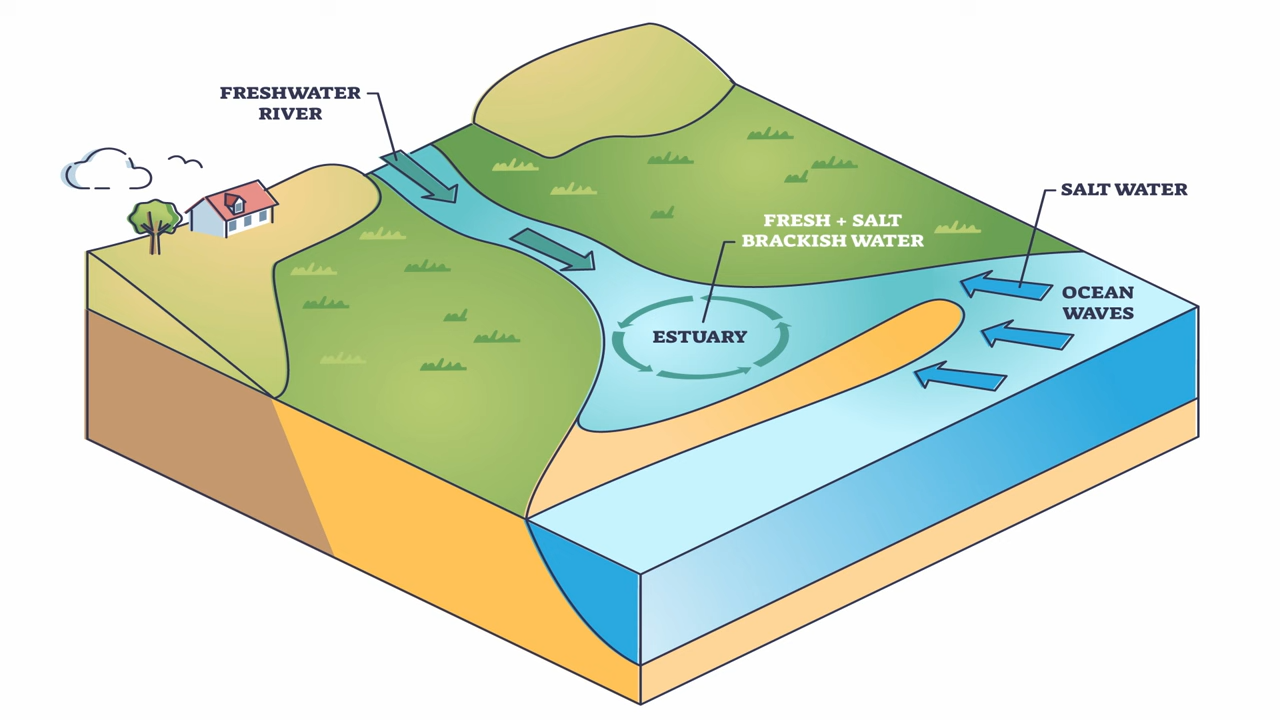 FRESHWATER
RIVER
SALT WATER
FRESH + SALT
BRACKISH WATER
OCEAN
WAVES
ESTUARY